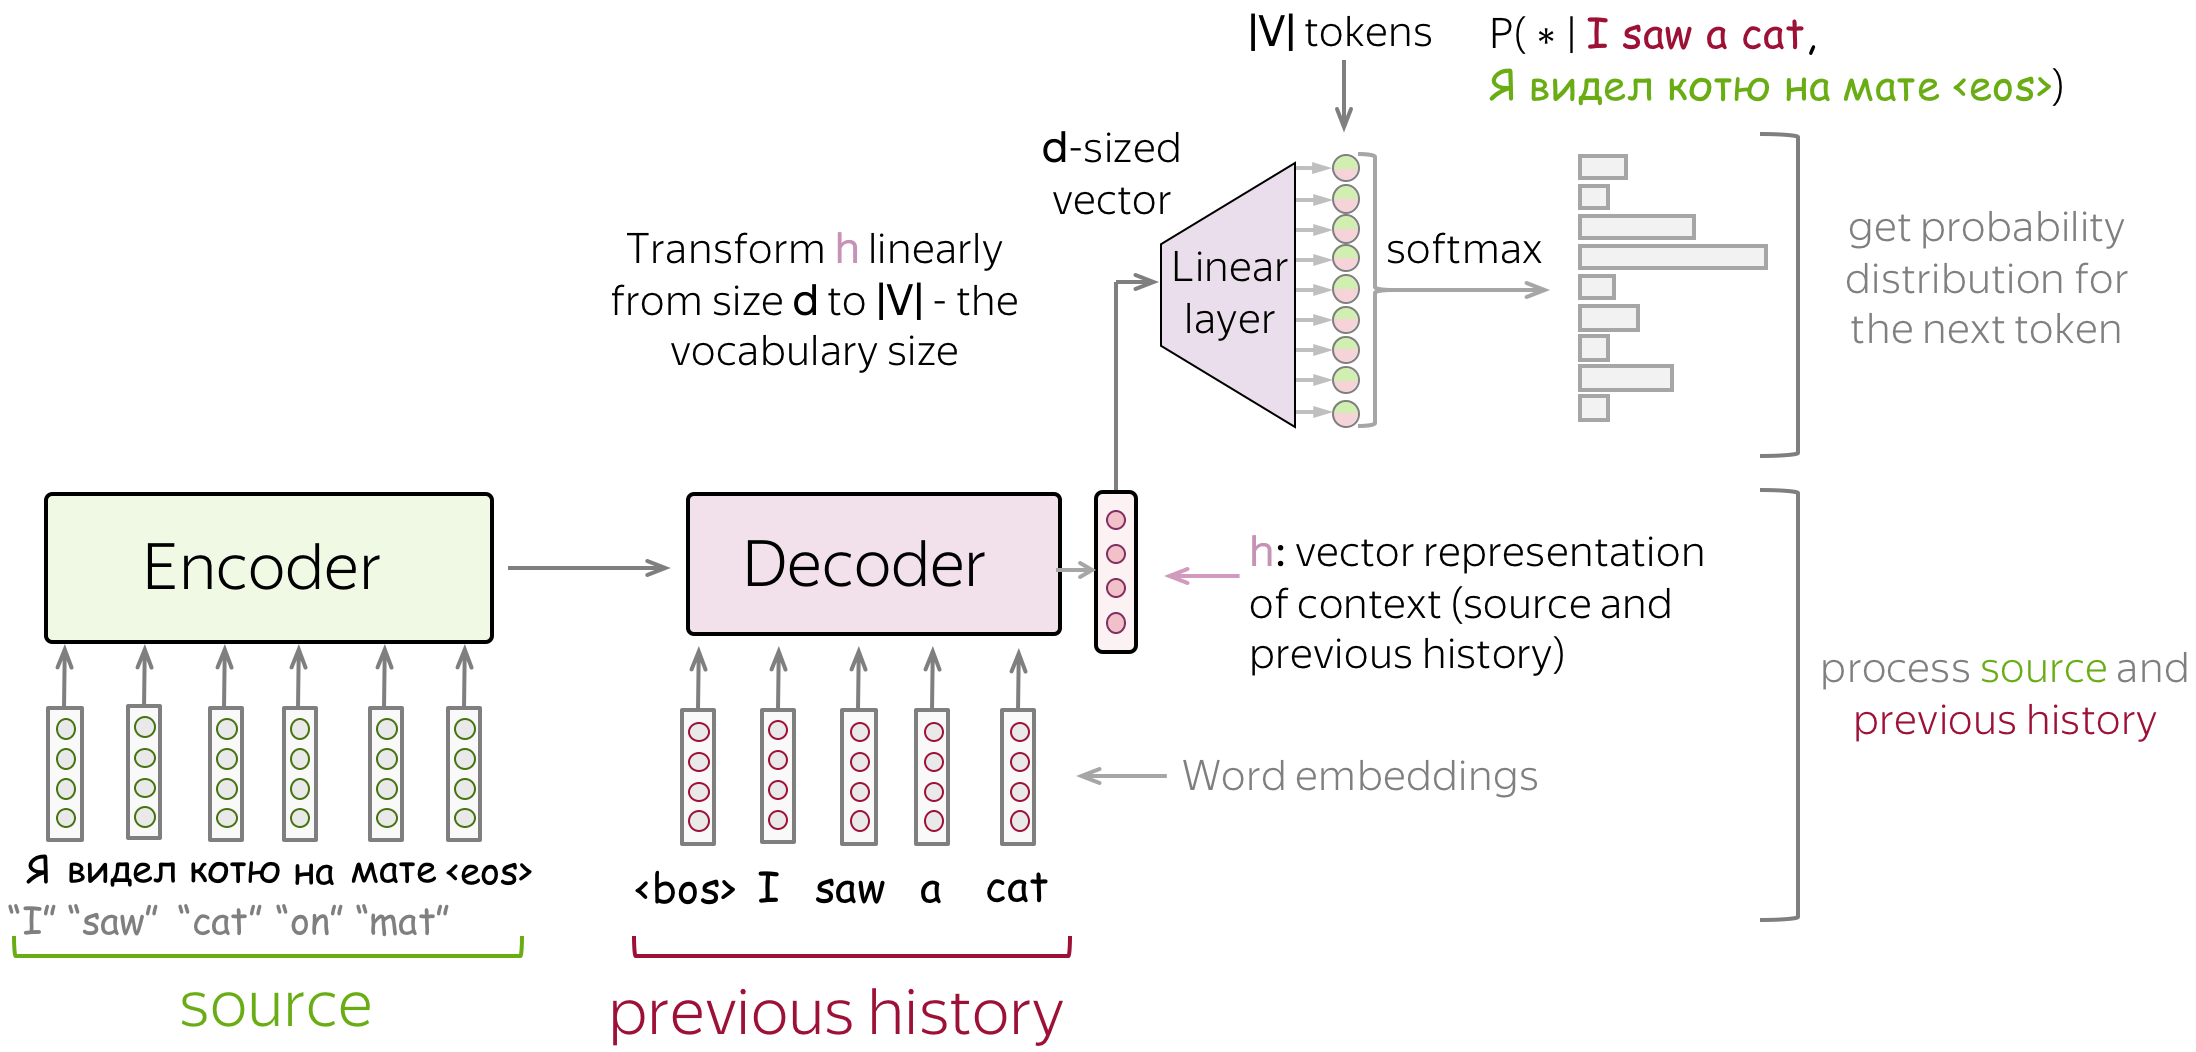 |V| tokens
P( * | I saw a cat,
Я видел котю на мате <eos>)
d-sized
vector
Transform h linearly
from size d to |V| - the
vocabulary size
Linear
layer
softmax
get probability
distribution for
the next token
Encoder
Decoder
h: vector representation
of context (source and
previous history)
process source and
previous history
Word embeddings
Я видел котю на мате <eos>
“I” “saw” “cat” “on” “mat”
<bos> I saw a cat
source
previous history